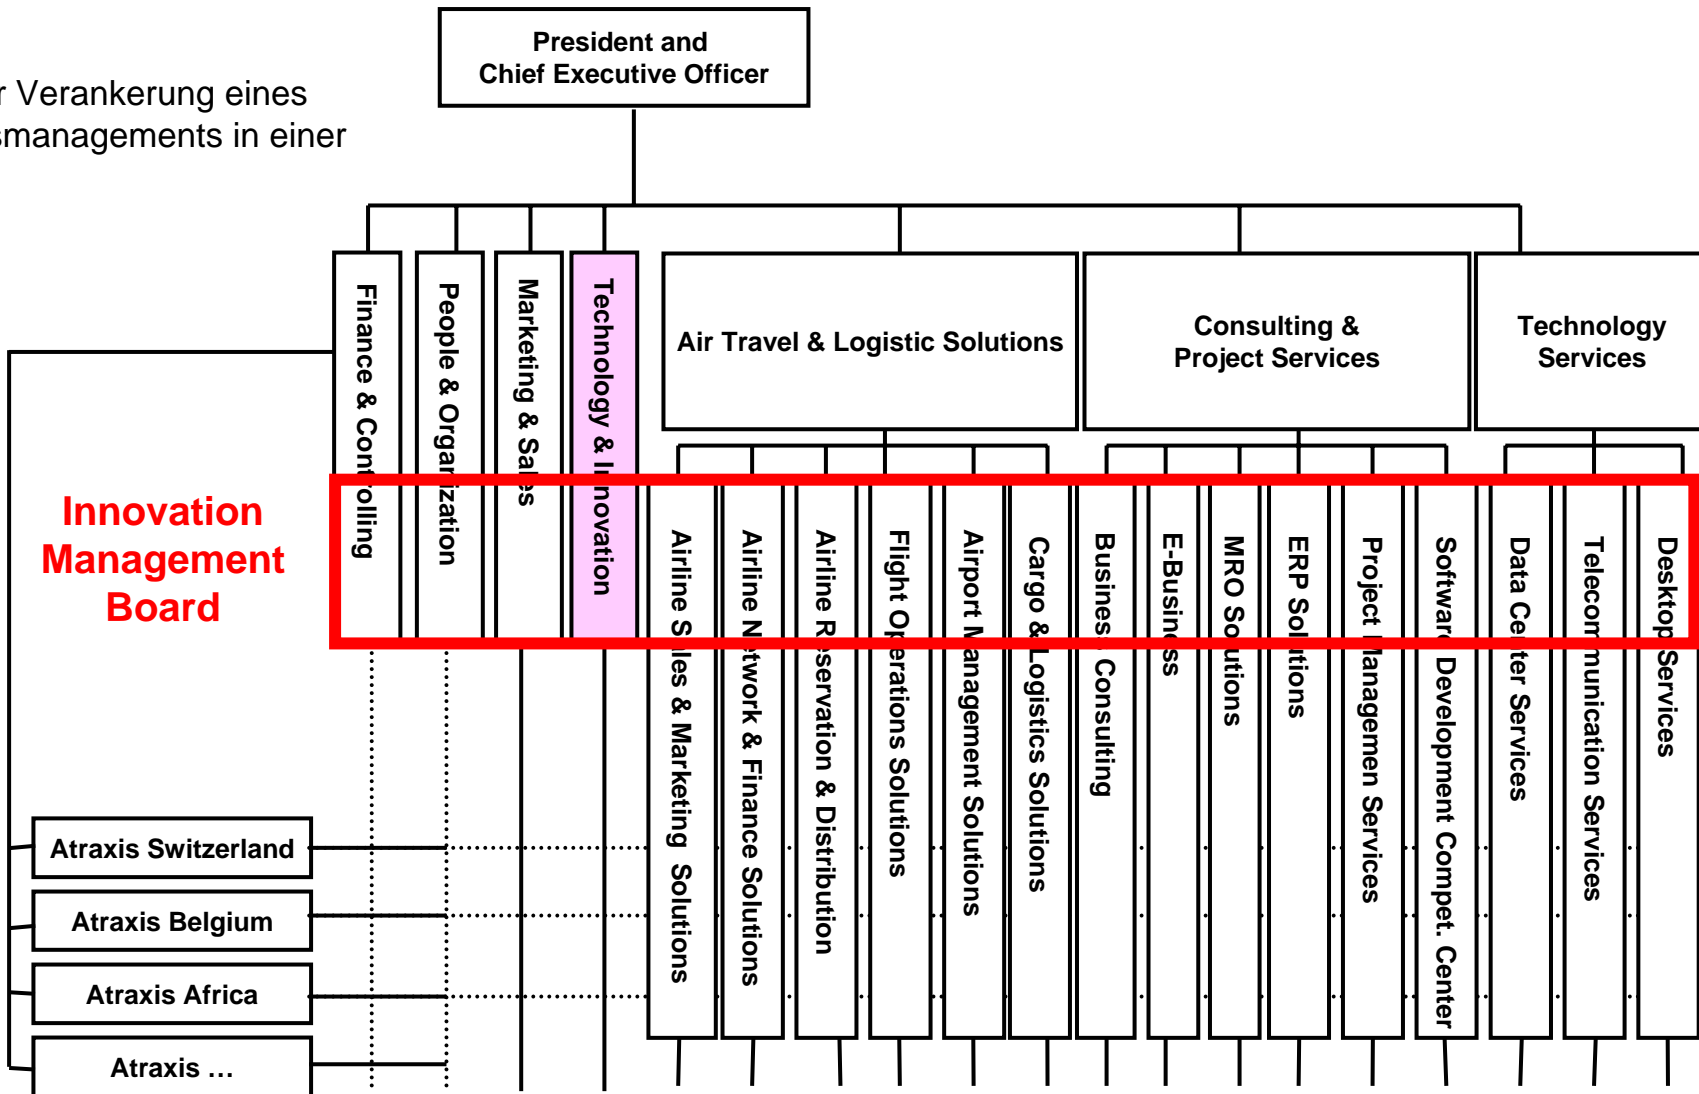 President and
Chief Executive Officer
r Verankerung eines
smanagements in einer
Finance & Controlling
People & Organization
Marketing & Sales
Technology & Innovation
Air Travel & Logistic Solutions
Consulting &
Project Services
Technology
Services
Innovation
Management
Board
Airline Sales & Marketing Solutions
Airline Network & Finance Solutions
Airline Reservation & Distribution
Flight Operations Solutions
Airport Management Solutions
Cargo & Logistics Solutions
Business Consulting
E-Business
MRO Solutions
ERP Solutions
Project Managemen Services
Software Development Compet. Center
Data Center Services
Telecommunication Services
Desktop Services
Atraxis Switzerland
Atraxis Belgium
Atraxis Africa
Atraxis …